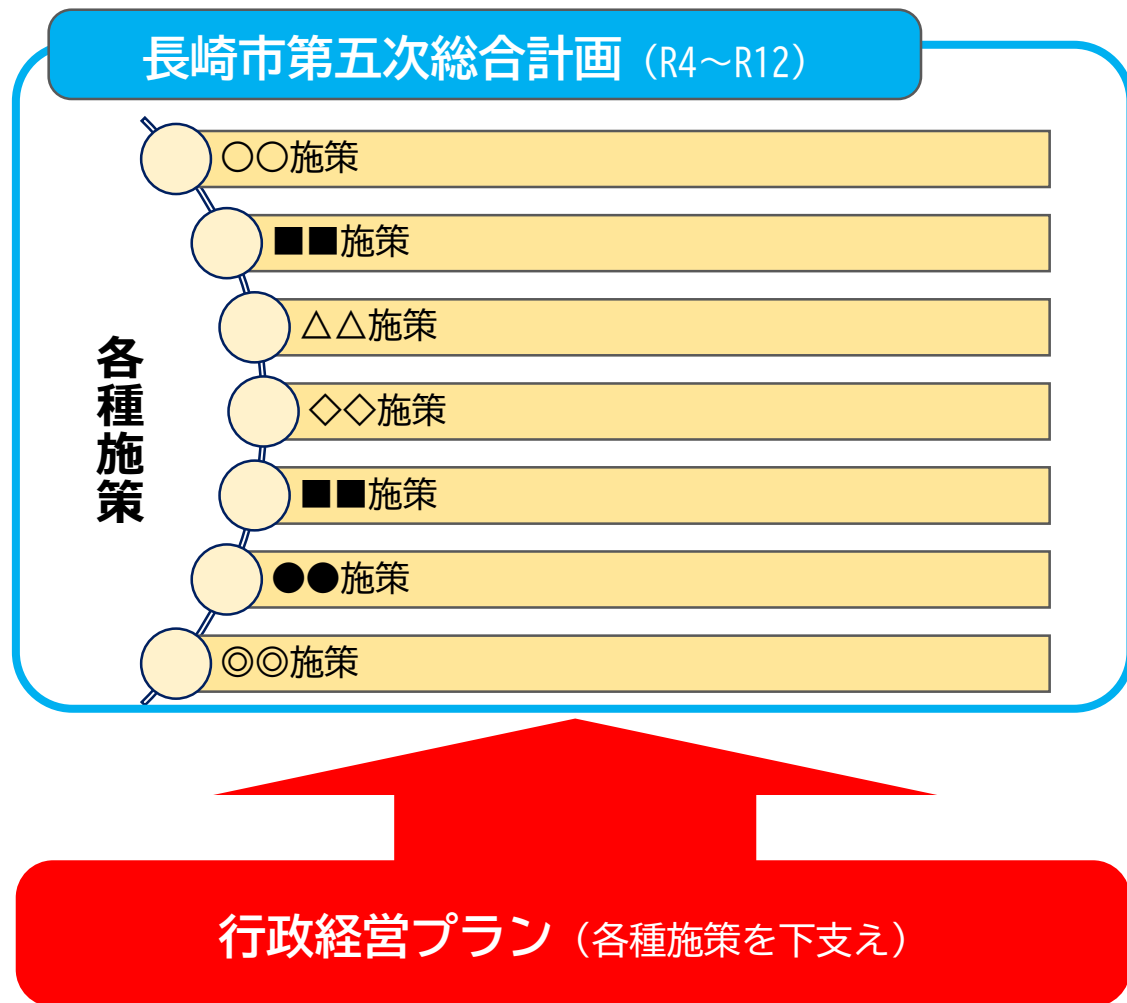 長崎市第五次総合計画（R4～R12）
〇〇施策
■■施策
△△施策
◇◇施策
■■施策
●●施策
◎◎施策
各種施策
行政経営プラン（各種施策を下支え）